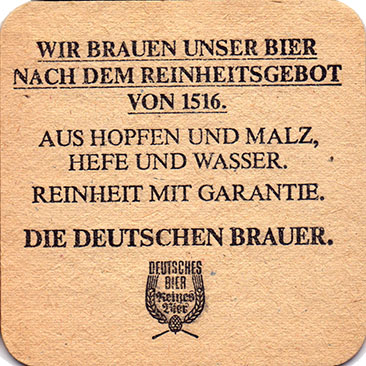 WIR BRAUEN UNSER BIER
NACH DEM REINHEITSGEBOT
VON 1516.
AUS HOPFEN UND MALZ,
HEFE UND WASSER.
REINHEIT MIT GARANTIE.
DIE DEUTSCHEN BRAUER.
DEUTSCHES
BIER
Reines
Bier